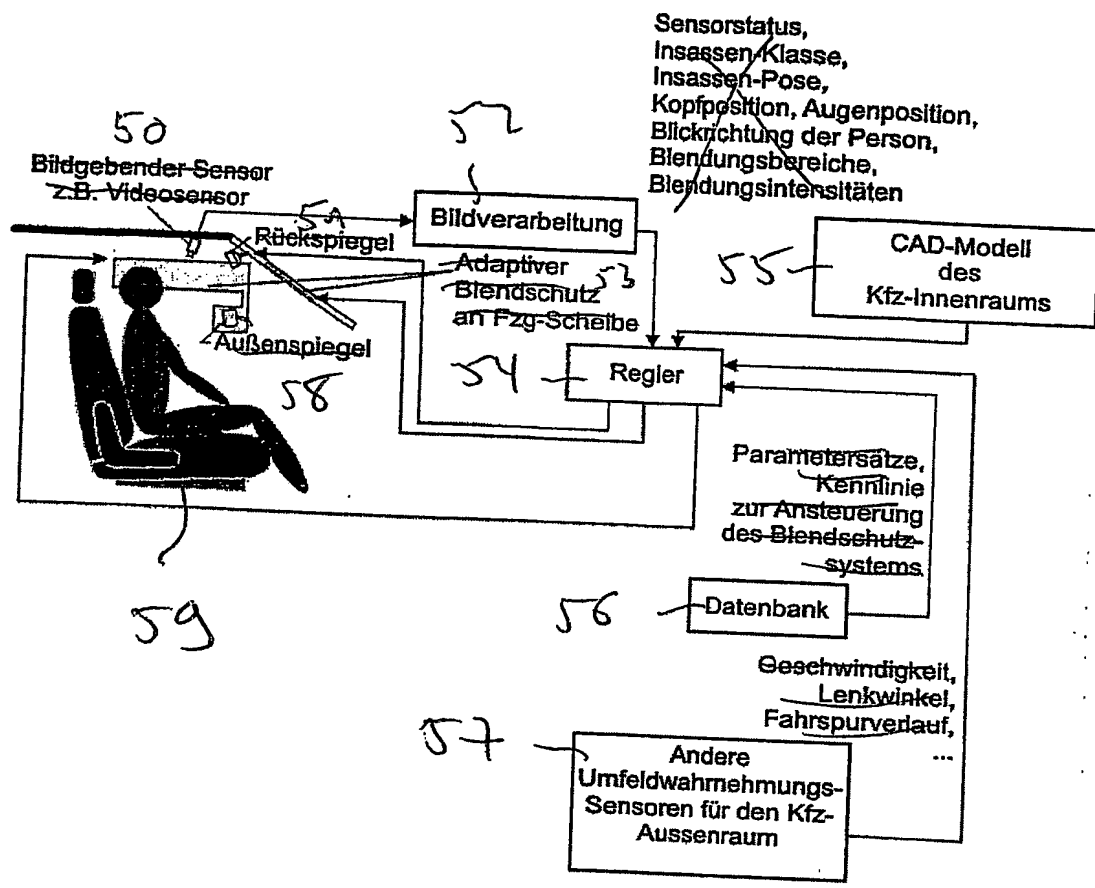 Sensorstatus,
Insassen-Klasse,
Insassen-Pose,
Kopfposition, Augenposition,
Blickrichtung der Person,
Blendungsbereiche,
Blendungsintensitäten
50
52
Bildgebender Sensor
z.B. Videosensor
51
Bildverarbeitung
Rückspiegel
Adaptiver
Blendschutz
an Fzg-Scheibe
53
55
CAD-Modell
des
Kfz-Innenraums
Außenspiegel
58
54
Regler
Parametersätze,
Kennlinie
zur Ansteuerung
des Blendschutz-
systems
59
56
Datenbank
Geschwindigkeit,
Lenkwinkel,
Fahrspurverlauf,
...
57
Andere
Umfeldwahrnehmungs-
Sensoren für den Kfz-
Aussenraum